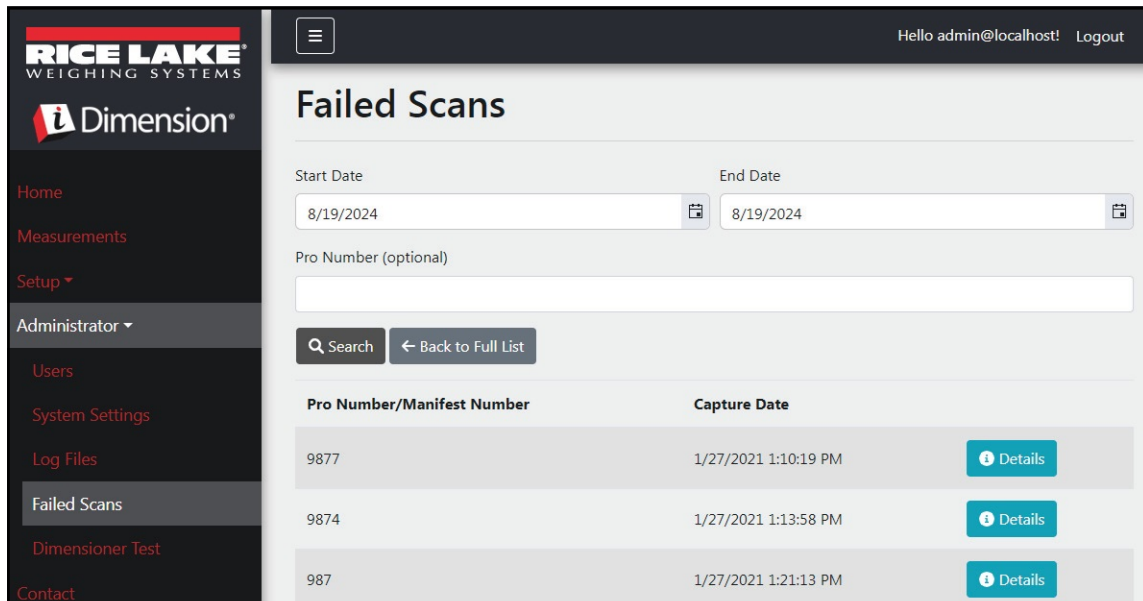 RICE LAKE®
WEIGHING SYSTEMS
i Dimension®
Home
Measurements
Setup
Administrator
Users
System Settings
Log Files
Failed Scans
Dimensioner Test
Contact
Hello admin@localhost! Logout
Failed Scans
Start Date End Date
8/19/2024 8/19/2024
Pro Number (optional)
Search Back to Full List
Pro Number/Manifest Number Capture Date
9877 1/27/2021 1:10:19 PM Details
9874 1/27/2021 1:13:58 PM Details
987 1/27/2021 1:21:13 PM Details